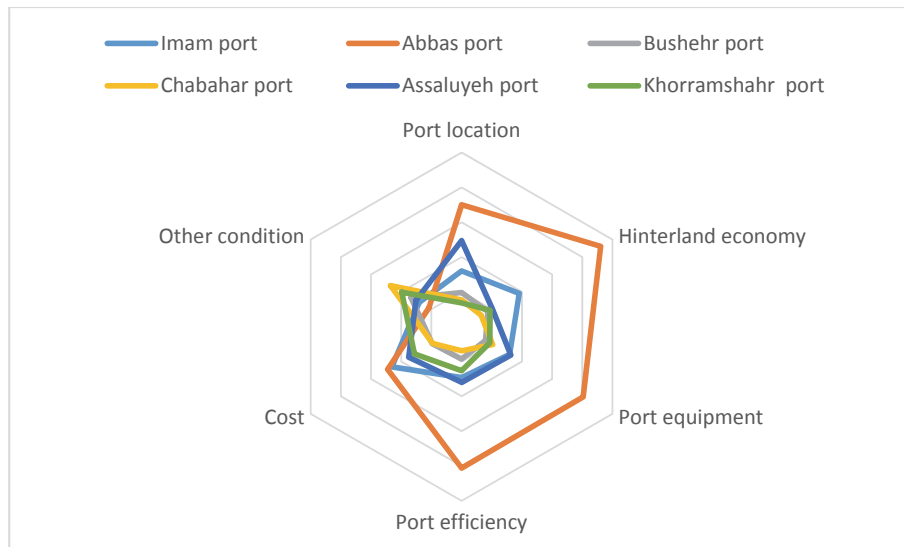 Imam port
Abbas port
Bushehr port
Chabahar port
Assaluyeh port
Khorramshahr  port
Port location
Other condition
Hinterland economy
Cost
Port equipment
Port efficiency